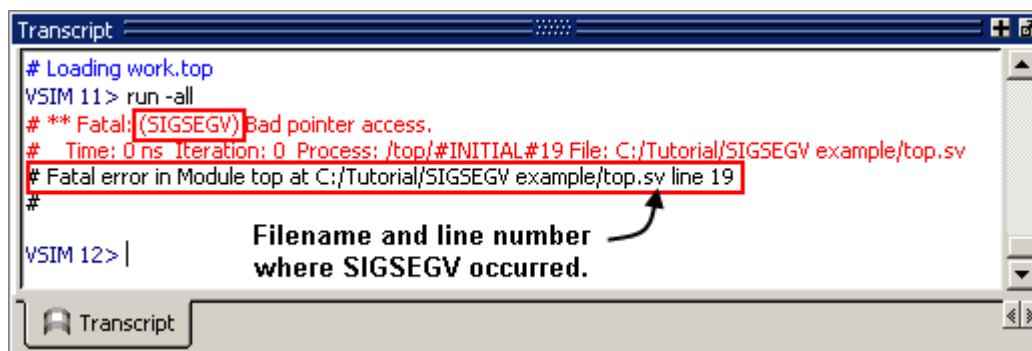 Transcript
# Loading work.top
VSIM 11> run -all
# ** Fatal: (SIGSEGV) Bad pointer access.
#    Time: 0 ns  Iteration: 0  Process: /top/#INITIAL#19 File: C:/Tutorial/SIGSEGV example/top.sv
# Fatal error in Module top at C:/Tutorial/SIGSEGV example/top.sv line 19
#
Filename and line number
where SIGSEGV occurred.
VSIM 12>
Transcript